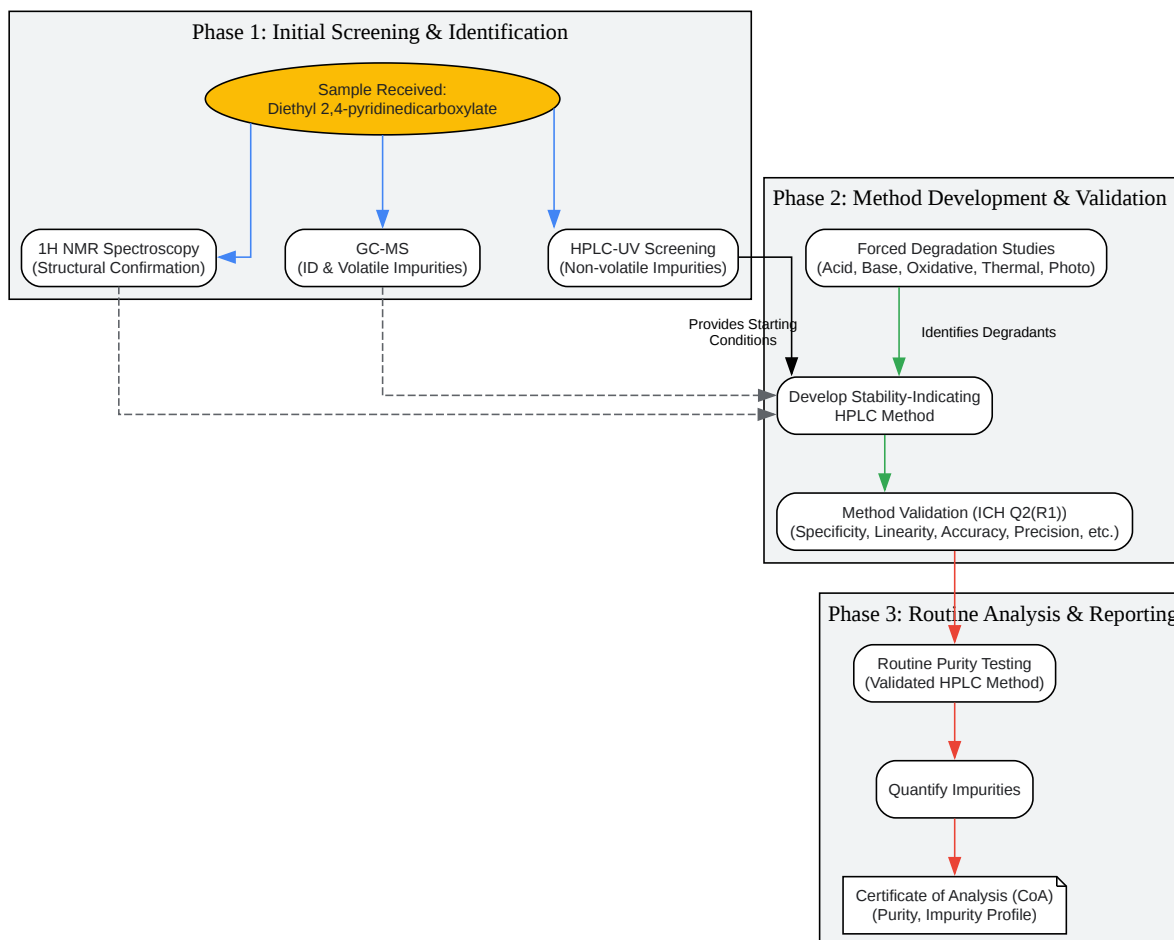 Phase 1: Initial Screening & Identification
Sample Received:
Diethyl 2,4-pyridinedicarboxylate
1H NMR Spectroscopy
(Structural Confirmation)
GC-MS
(ID & Volatile Impurities)
HPLC-UV Screening
(Non-volatile Impurities)
Phase 2: Method Development & Validation
Forced Degradation Studies
(Acid, Base, Oxidative, Thermal, Photo)
Provides Starting
Conditions
Identifies Degradants
Develop Stability-Indicating
HPLC Method
Method Validation (ICH Q2(R1))
(Specificity, Linearity, Accuracy, Precision, etc.)
Phase 3: Routine Analysis & Reporting
Routine Purity Testing
(Validated HPLC Method)
Quantify Impurities
Certificate of Analysis (CoA)
(Purity, Impurity Profile)